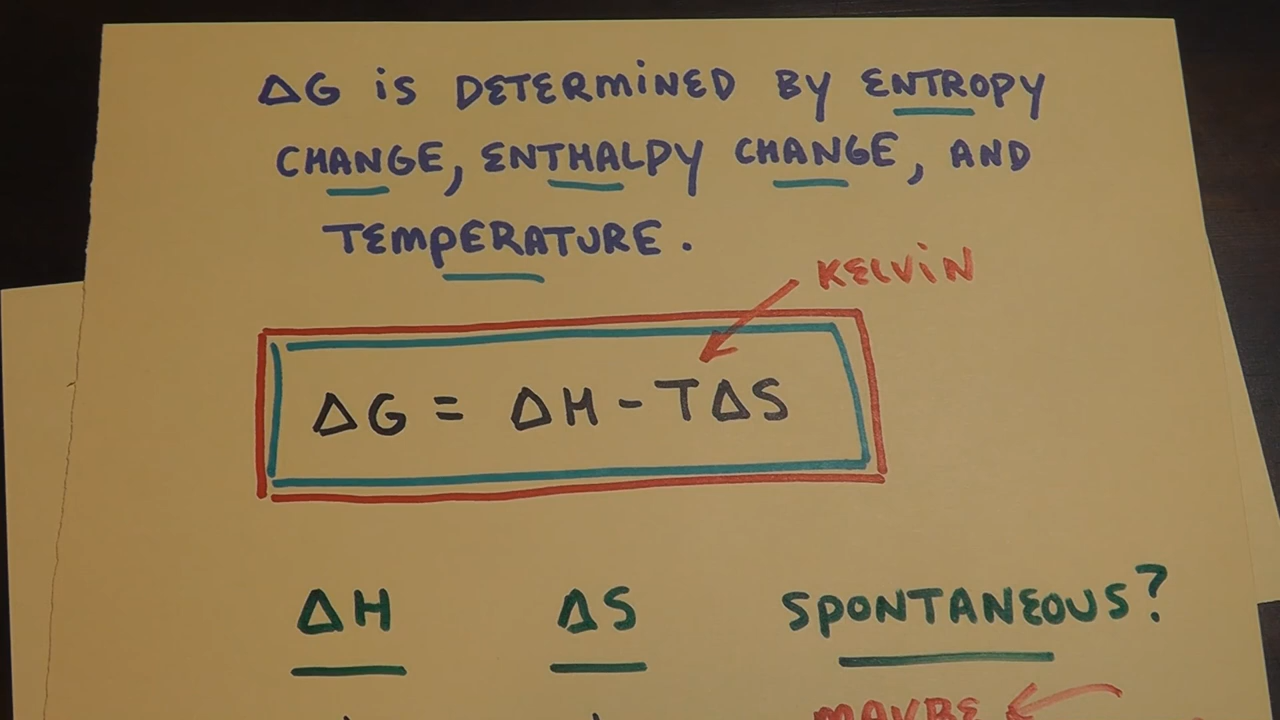 ΔG is DETERMINED BY ENTROPY
CHANGE, ENTHALPY CHANGE, AND
TEMPERATURE.
KELVIN
ΔG = ΔH - TΔS
ΔH ΔS SPONTANEOUS?
MAYBE